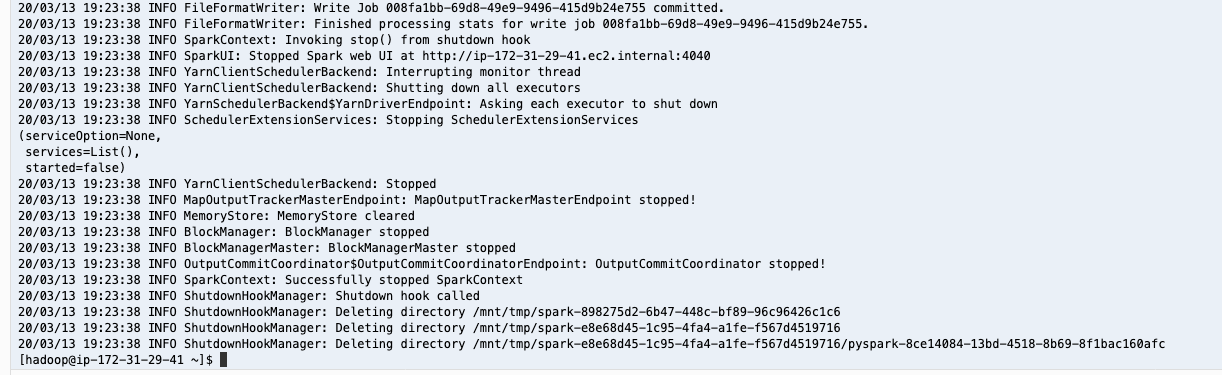 20/03/13 19:23:38 INFO FileFormatWriter: Write Job 008fa1bb-69d8-49e9-9496-415d9b24e755 committed.
20/03/13 19:23:38 INFO FileFormatWriter: Finished processing stats for write job 008fa1bb-69d8-49e9-9496-415d9b24e755.
20/03/13 19:23:38 INFO SparkContext: Invoking stop() from shutdown hook
20/03/13 19:23:38 INFO SparkUI: Stopped Spark web UI at http://ip-172-31-29-41.ec2.internal:4040
20/03/13 19:23:38 INFO YarnClientSchedulerBackend: Interrupting monitor thread
20/03/13 19:23:38 INFO YarnClientSchedulerBackend: Shutting down all executors
20/03/13 19:23:38 INFO YarnSchedulerBackend$YarnDriverEndpoint: Asking each executor to shut down
20/03/13 19:23:38 INFO SchedulerExtensionServices: Stopping SchedulerExtensionServices
(serviceOption=None,
 services=List(),
 started=false)
20/03/13 19:23:38 INFO YarnClientSchedulerBackend: Stopped
20/03/13 19:23:38 INFO MapOutputTrackerMasterEndpoint: MapOutputTrackerMasterEndpoint stopped!
20/03/13 19:23:38 INFO MemoryStore: MemoryStore cleared
20/03/13 19:23:38 INFO BlockManager: BlockManager stopped
20/03/13 19:23:38 INFO BlockManagerMaster: BlockManagerMaster stopped
20/03/13 19:23:38 INFO OutputCommitCoordinator$OutputCommitCoordinatorEndpoint: OutputCommitCoordinator stopped!
20/03/13 19:23:38 INFO SparkContext: Successfully stopped SparkContext
20/03/13 19:23:38 INFO ShutdownHookManager: Shutdown hook called
20/03/13 19:23:38 INFO ShutdownHookManager: Deleting directory /mnt/tmp/spark-898275d2-6b47-448c-bf89-96c96426c1c6
20/03/13 19:23:38 INFO ShutdownHookManager: Deleting directory /mnt/tmp/spark-e8e68d45-1c95-4fa4-a1fe-f567d4519716
20/03/13 19:23:38 INFO ShutdownHookManager: Deleting directory /mnt/tmp/spark-e8e68d45-1c95-4fa4-a1fe-f567d4519716/pyspark-8ce14084-13bd-4518-8b69-8f1bac160afc
[hadoop@ip-172-31-29-41 ~]$